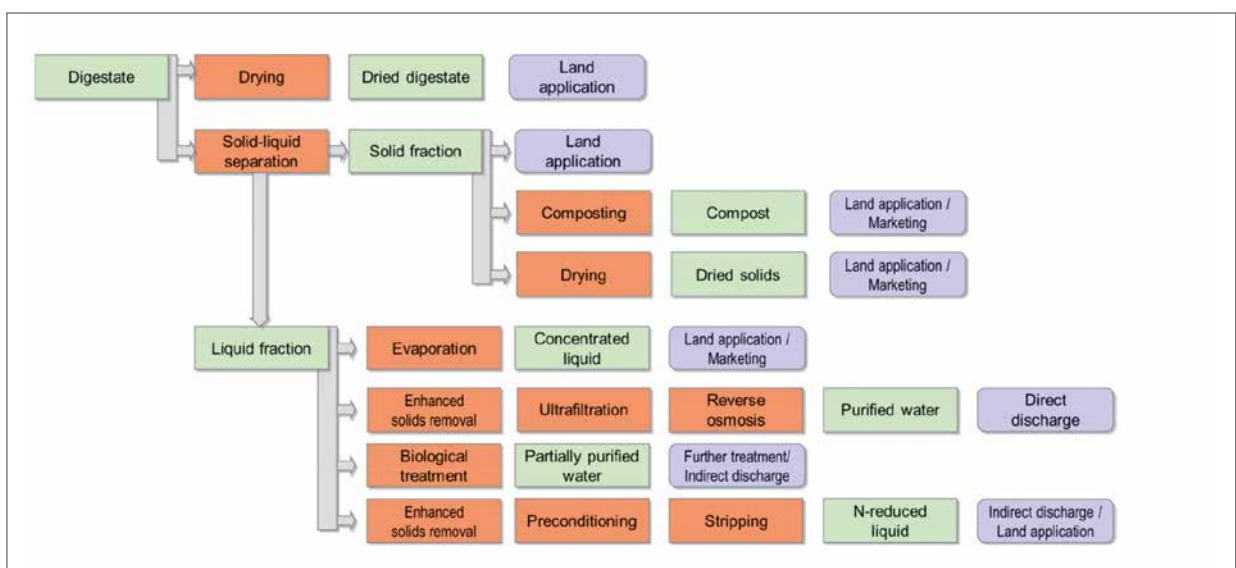 Digestate
Drying
Dried digestate
Land
application
Solid-liquid
separation
Solid fraction
Land
application
Composting
Compost
Land application /
Marketing
Drying
Dried solids
Land application /
Marketing
Liquid fraction
Evaporation
Concentrated
liquid
Land application /
Marketing
Enhanced
solids removal
Ultrafiltration
Reverse
osmosis
Purified water
Direct
discharge
Biological
treatment
Partially purified
water
Further treatment/
Indirect discharge
Enhanced
solids removal
Preconditioning
Stripping
N-reduced
liquid
Indirect discharge /
Land application